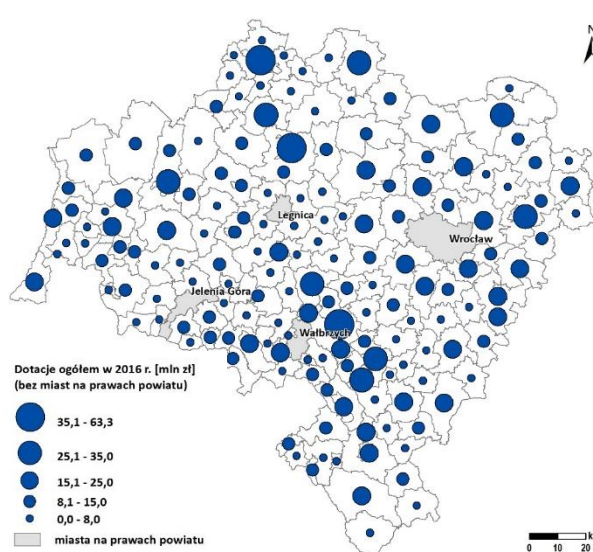 N
Legnica
Wrocław
Jelenia Góra
Wałbrzych
Dotacje ogółem w 2016 r. [mln zł]
(bez miast na prawach powiatu)
35,1 - 63,3
25,1 - 35,0
15,1 - 25,0
8,1 - 15,0
0,0 - 8,0
miasta na prawach powiatu
k
0 10 20